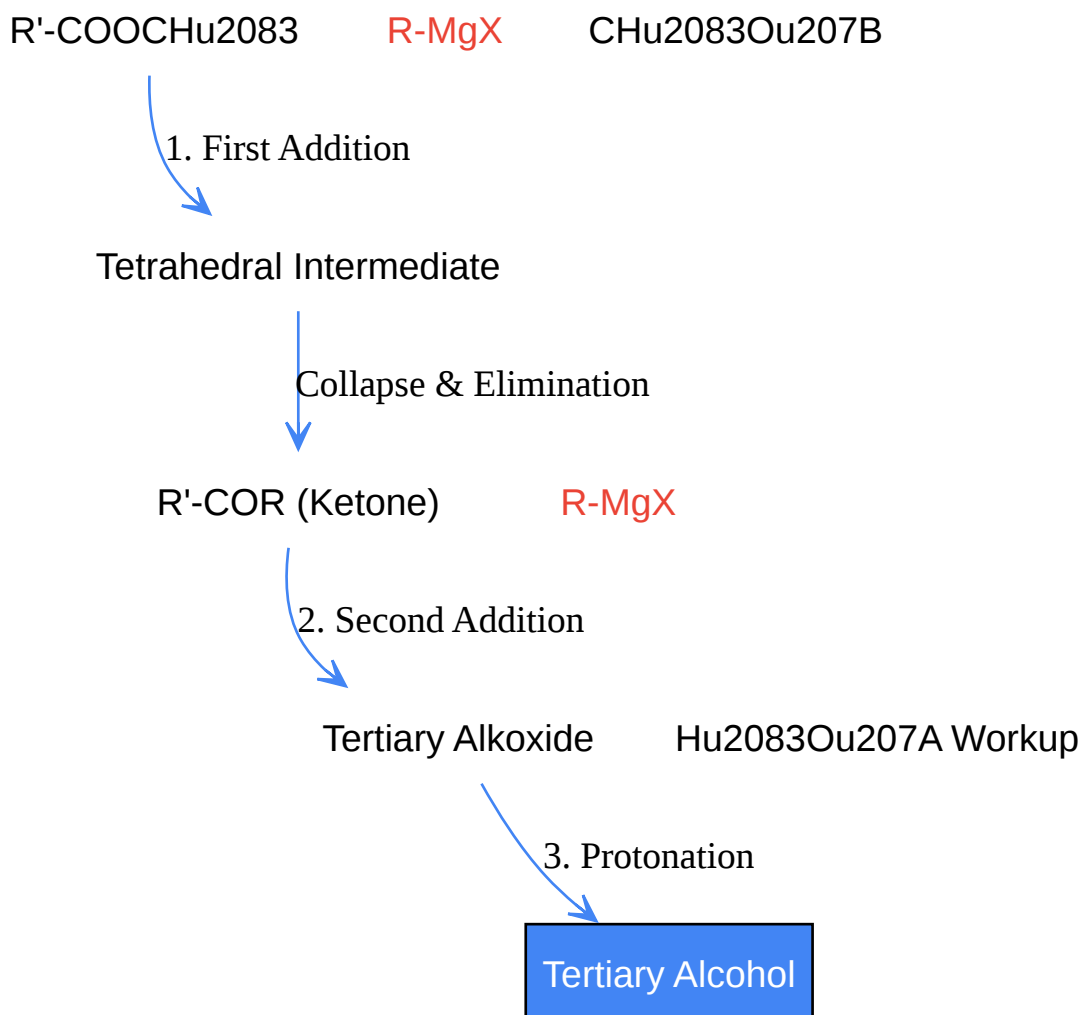 R'-COOCHu2083 R-MgX CHu2083Ou207B
1. First Addition
Tetrahedral Intermediate
Collapse & Elimination
R'-COR (Ketone) R-MgX
2. Second Addition
Tertiary Alkoxide Hu2083Ou207A Workup
3. Protonation
Tertiary Alcohol